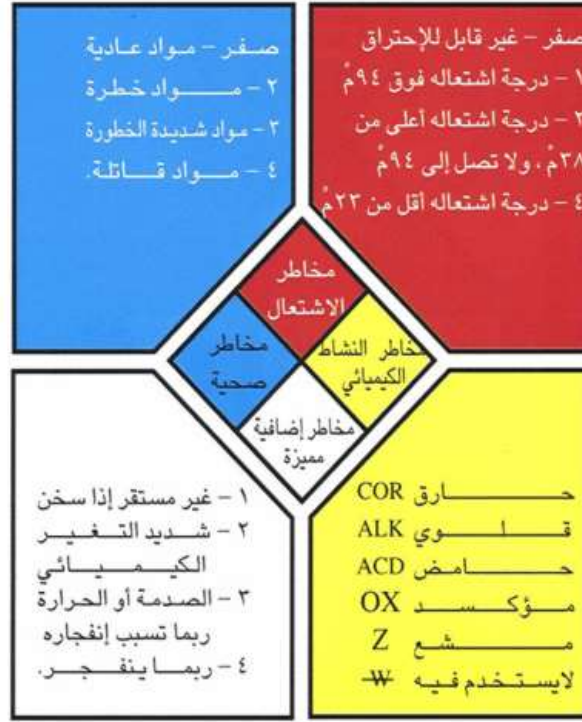 صفر – غير قابل للإحتراق
١ – درجة اشتعاله فوق ٩٤مْ
٢ – درجة اشتعاله أعلى من
٣٨مْ ، ولا تصل إلى ٩٤مْ
٤ – درجة اشتعاله أقل من ٢٣مْ
صفر – مواد عادية
٢ – مواد خطرة
٣ – مواد شديدة الخطورة
٤ – مواد قاتلة.
مخاطر
الاشتعال
مخاطر النشاط
الكيميائي
مخاطر
صحية
مخاطر إضافية
مميزة
حارق COR
قلوي ALK
حامض ACD
مؤكسد OX
مشع Z
لايستخدم فيه W
١ – غير مستقر إذا سخن
٢ – شديد التغير
الكيميائي
٣ – الصدمة أو الحرارة
ربما تسبب إنفجاره
٤ – ربما ينفجر.